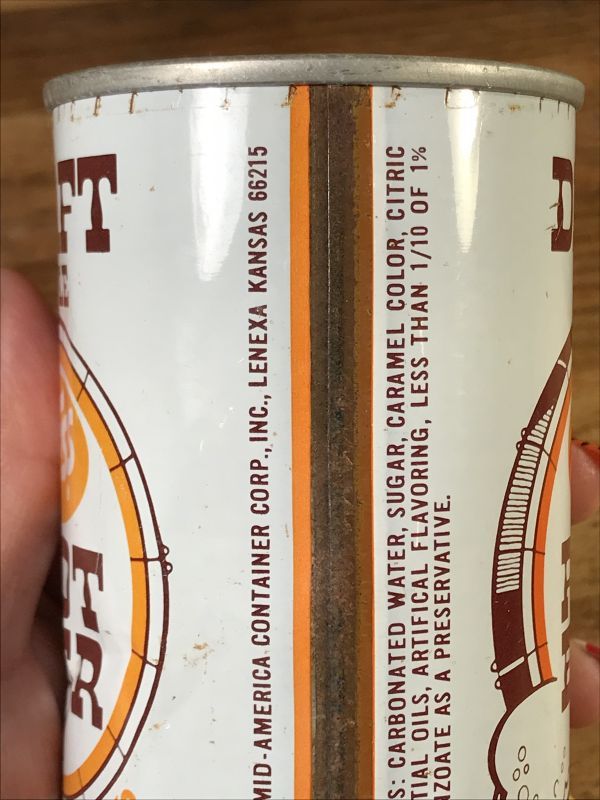 MID-AMERICA CONTAINER CORP., INC., LENEXA KANSAS 66215
S: CARBONATED WATER, SUGAR, CARAMEL COLOR, CITRIC
TIAL OILS, ARTIFICAL FLAVORING, LESS THAN 1/10 OF 1%
NZOATE AS A PRESERVATIVE.
FT
D